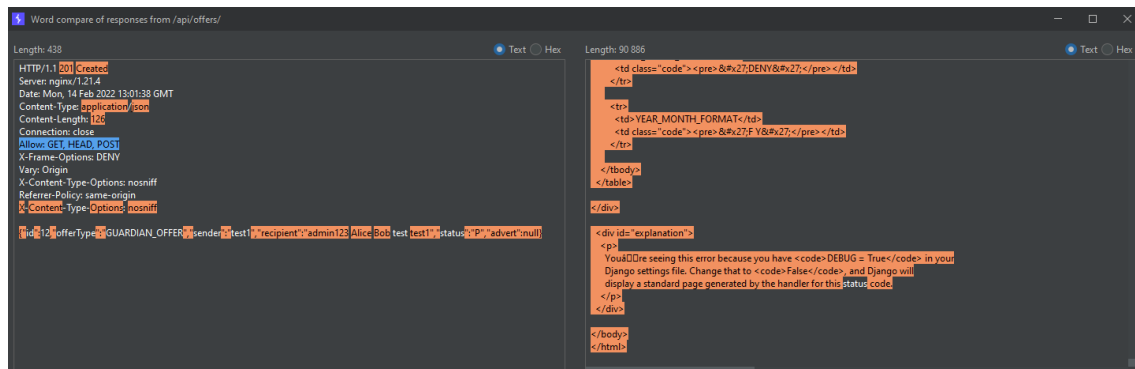 Word compare of responses from /api/offers/
Length: 438
Text
Hex
HTTP/1.1 201 Created
Server: nginx/1.21.4
Date: Mon, 14 Feb 2022 13:01:38 GMT
Content-Type: application/json
Content-Length: 126
Connection: close
Allow: GET, HEAD, POST
X-Frame-Options: DENY
Vary: Origin
X-Content-Type-Options: nosniff
Referrer-Policy: same-origin
X-Content-Type-Options: nosniff
{"id":12,"offerType":"GUARDIAN_OFFER","sender":"test1","recipient":"admin123 Alice Bob test test1","status":"P","advert":null}
Length: 90 886
Text
Hex
<td class="code"><pre>&#x27;DENY&#x27;</pre></td>
</tr>
<tr>
<td>YEAR_MONTH_FORMAT</td>
<td class="code"><pre>&#x27;F Y&#x27;</pre></td>
</tr>
</tbody>
</table>
</div>
<div id="explanation">
<p>
Youá□□re seeing this error because you have <code>DEBUG = True</code> in your
Django settings file. Change that to <code>False</code>, and Django will
display a standard page generated by the handler for this status code.
</p>
</div>
</body>
</html>